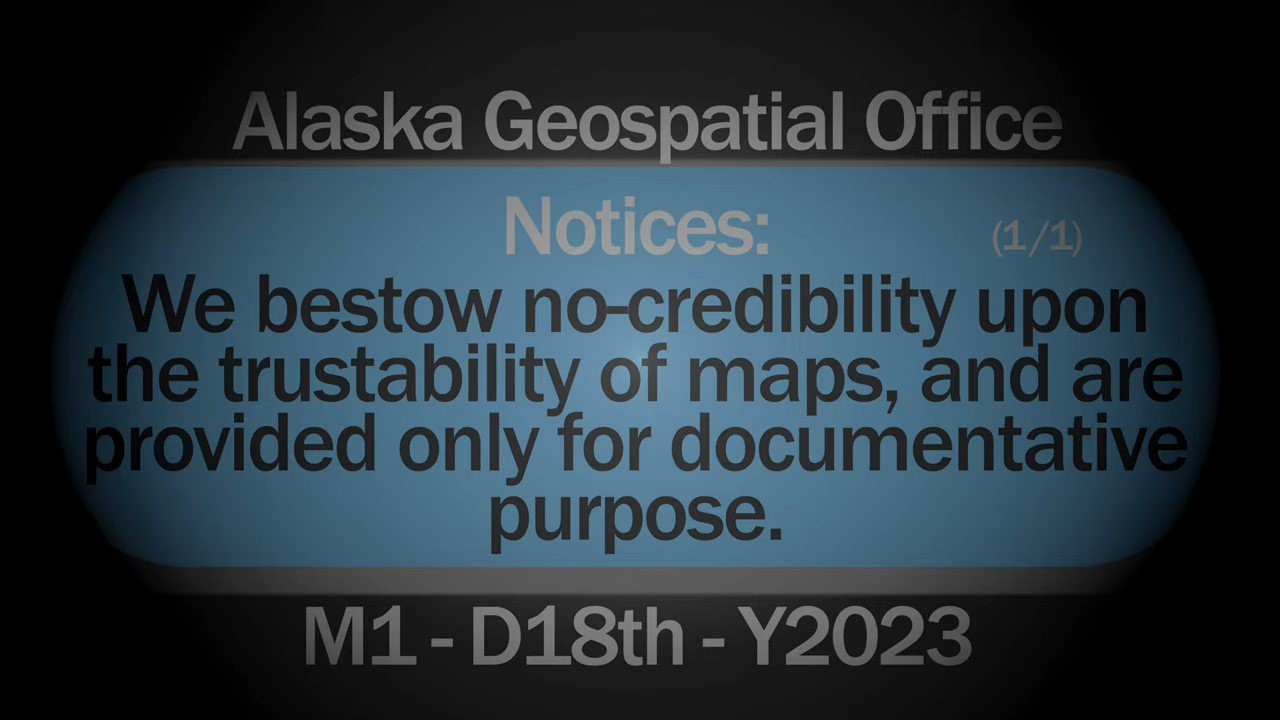 Alaska Geospatial Office
Notices:
(1/1)
We bestow no-credibility upon
the trustability of maps, and are
provided only for documentative
purpose.
M1 - D18th - Y2023